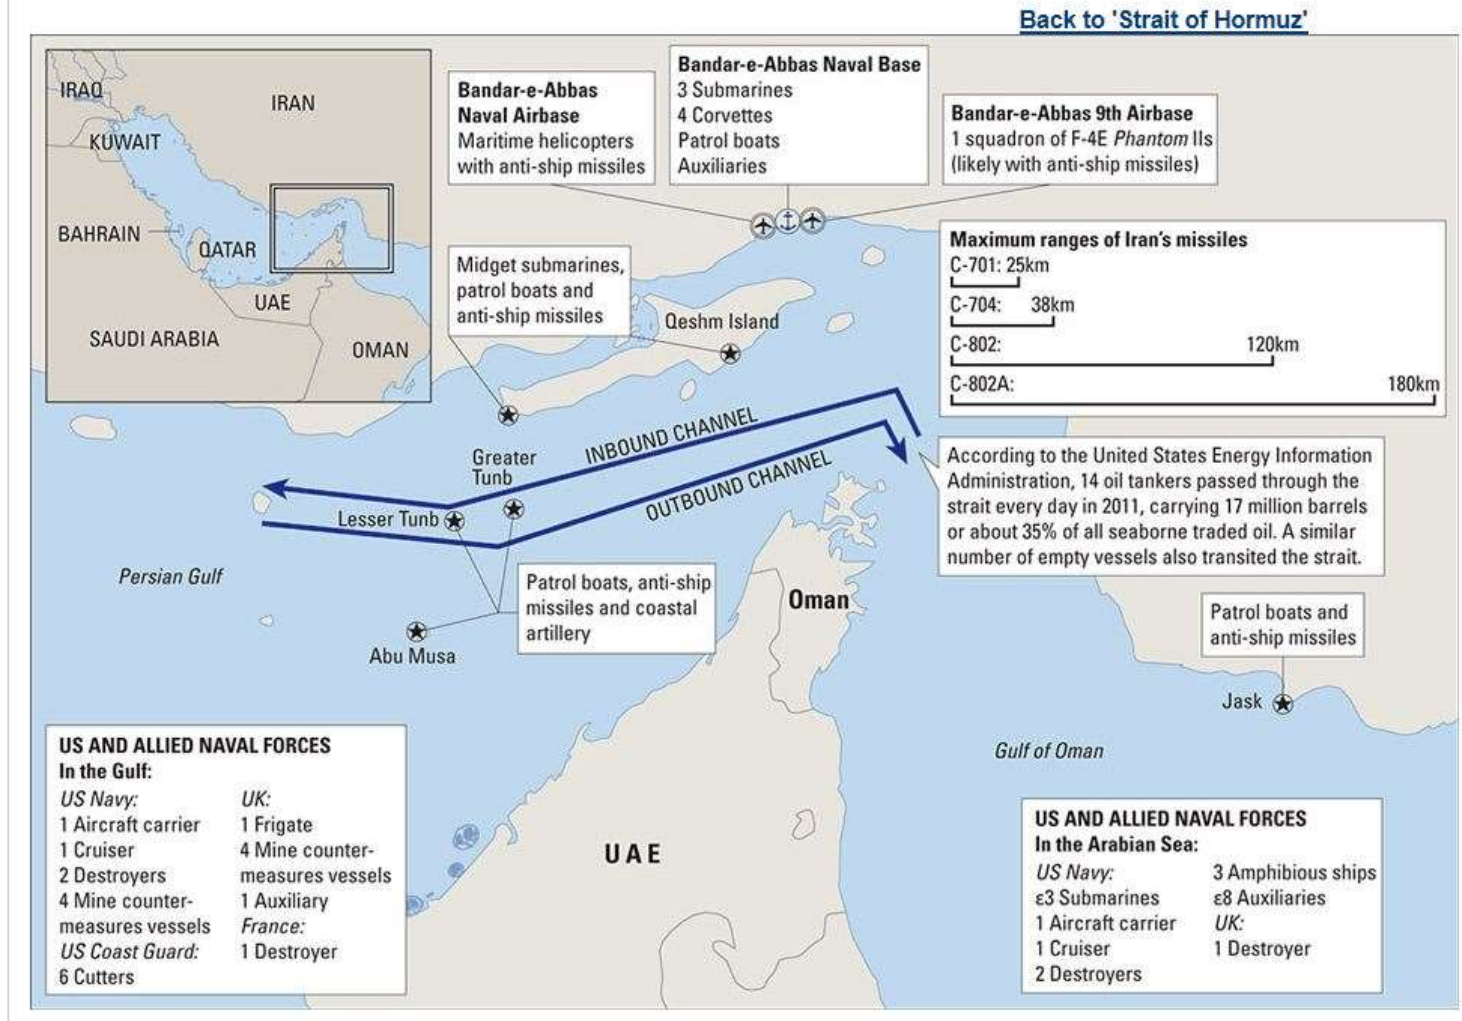 Back to 'Strait of Hormuz'
IRAQ
IRAN
KUWAIT
BAHRAIN
QATAR
UAE
SAUDI ARABIA
OMAN
Bandar-e-Abbas
Naval Airbase
Maritime helicopters
with anti-ship missiles
Bandar-e-Abbas Naval Base
3 Submarines
4 Corvettes
Patrol boats
Auxiliaries
Bandar-e-Abbas 9th Airbase
1 squadron of F-4E Phantom IIs
(likely with anti-ship missiles)
Midget submarines,
patrol boats and
anti-ship missiles
Qeshm Island
Maximum ranges of Iran's missiles
C-701: 25km
C-704: 38km
C-802: 120km
C-802A: 180km
INBOUND CHANNEL
OUTBOUND CHANNEL
Greater
Tunb
Lesser Tunb
According to the United States Energy Information
Administration, 14 oil tankers passed through the
strait every day in 2011, carrying 17 million barrels
or about 35% of all seaborne traded oil. A similar
number of empty vessels also transited the strait.
Persian Gulf
Patrol boats, anti-ship
missiles and coastal
artillery
Abu Musa
Oman
Patrol boats and
anti-ship missiles
Jask
Gulf of Oman
UAE
US AND ALLIED NAVAL FORCES
In the Gulf:
US Navy:
1 Aircraft carrier
1 Cruiser
2 Destroyers
4 Mine counter-
measures vessels
US Coast Guard:
6 Cutters
UK:
1 Frigate
4 Mine counter-
measures vessels
1 Auxiliary
France:
1 Destroyer
US AND ALLIED NAVAL FORCES
In the Arabian Sea:
US Navy:
ε3 Submarines
1 Aircraft carrier
1 Cruiser
2 Destroyers
3 Amphibious ships
ε8 Auxiliaries
UK:
1 Destroyer